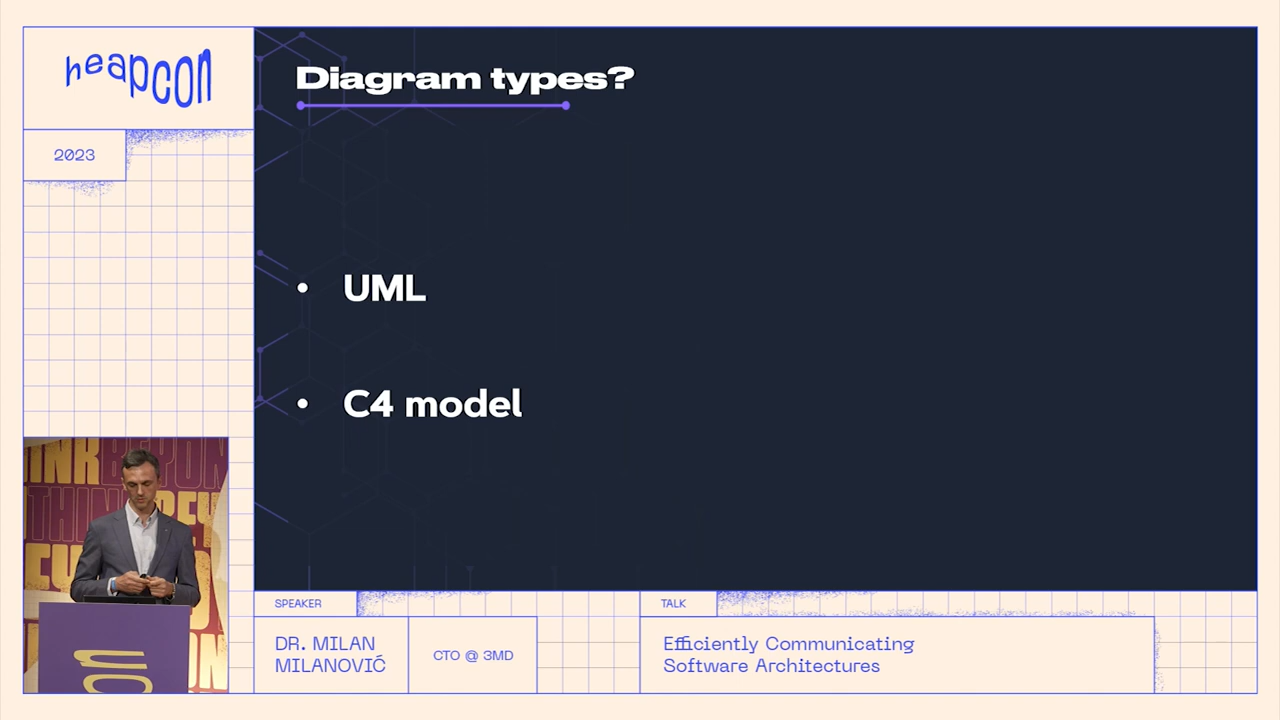 heapcon
2023
Diagram types?
• UML
• C4 model
SPEAKER
DR. MILAN
MILANOVIĆ
CTO @ 3MD
TALK
Efficiently Communicating
Software Architectures